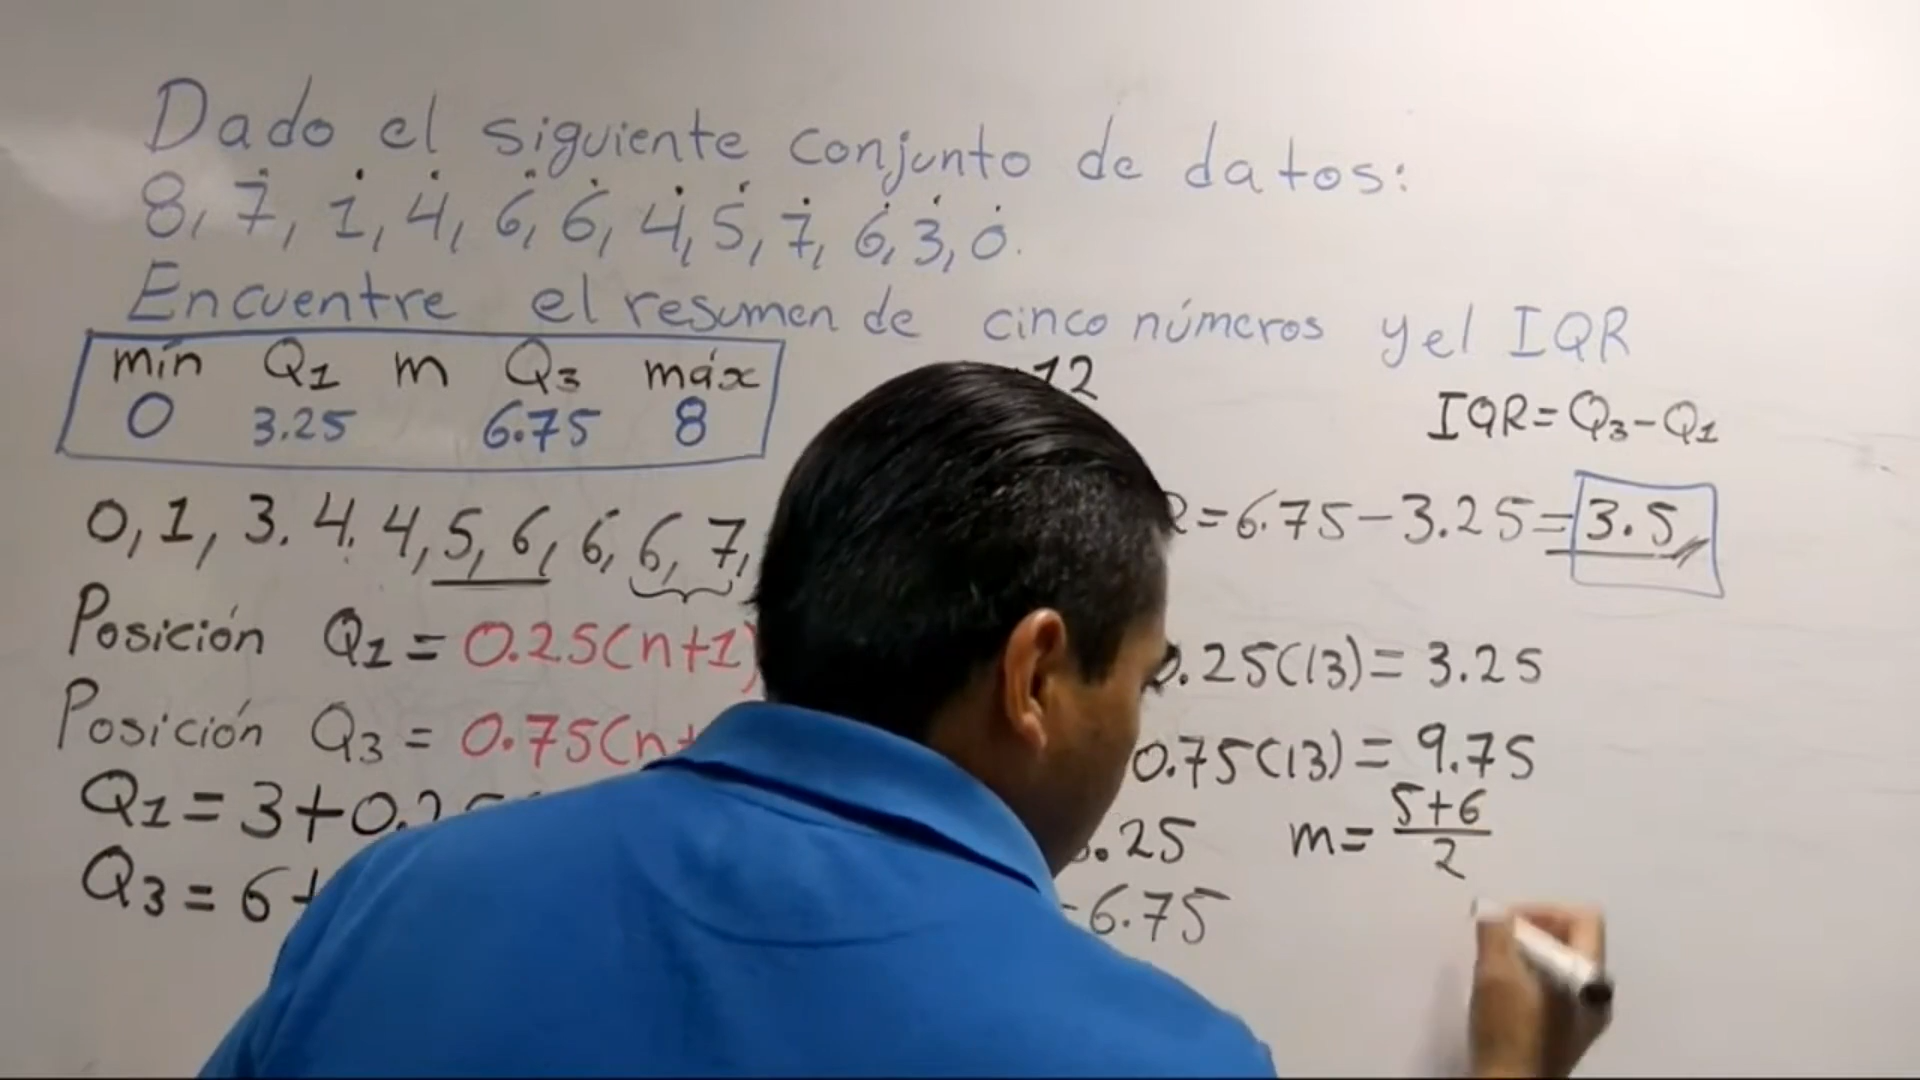 Dado el siguiente conjunto de datos:
8, 7, 1, 4, 6, 6, 4, 5, 7, 6, 3, 0.
Encuentre el resumen de cinco números y el IQR
mín Q1 m Q3 máx
0 3.25 6.75 8
12
IQR = Q3 - Q1
0, 1, 3. 4. 4, 5, 6, 6, 6, 7,
= 6.75 - 3.25 = 3.5
Posición Q1 = 0.25(n+1)
.25(13) = 3.25
Posición Q3 = 0.75(n+
0.75(13) = 9.75
Q1 = 3 + 0.2
.25
m = 5+6
2
Q3 = 6 +
6.75